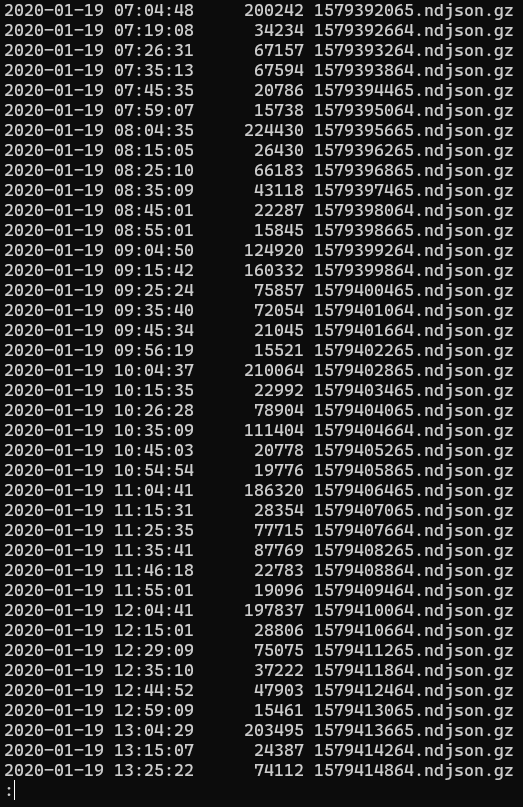 2020-01-19 07:04:48     200242 1579392065.ndjson.gz
2020-01-19 07:19:08      34234 1579392664.ndjson.gz
2020-01-19 07:26:31      67157 1579393264.ndjson.gz
2020-01-19 07:35:13      67594 1579393864.ndjson.gz
2020-01-19 07:45:35      20786 1579394465.ndjson.gz
2020-01-19 07:59:07      15738 1579395064.ndjson.gz
2020-01-19 08:04:35     224430 1579395665.ndjson.gz
2020-01-19 08:15:05      26430 1579396265.ndjson.gz
2020-01-19 08:25:10      66183 1579396865.ndjson.gz
2020-01-19 08:35:09      43118 1579397465.ndjson.gz
2020-01-19 08:45:01      22287 1579398064.ndjson.gz
2020-01-19 08:55:01      15845 1579398665.ndjson.gz
2020-01-19 09:04:50     124920 1579399264.ndjson.gz
2020-01-19 09:15:42     160332 1579399864.ndjson.gz
2020-01-19 09:25:24      75857 1579400465.ndjson.gz
2020-01-19 09:35:40      72054 1579401064.ndjson.gz
2020-01-19 09:45:34      21045 1579401664.ndjson.gz
2020-01-19 09:56:19      15521 1579402265.ndjson.gz
2020-01-19 10:04:37     210064 1579402865.ndjson.gz
2020-01-19 10:15:35      22992 1579403465.ndjson.gz
2020-01-19 10:26:28      78904 1579404065.ndjson.gz
2020-01-19 10:35:09     111404 1579404664.ndjson.gz
2020-01-19 10:45:03      20778 1579405265.ndjson.gz
2020-01-19 10:54:54      19776 1579405865.ndjson.gz
2020-01-19 11:04:41     186320 1579406465.ndjson.gz
2020-01-19 11:15:31      28354 1579407065.ndjson.gz
2020-01-19 11:25:35      77715 1579407664.ndjson.gz
2020-01-19 11:35:41      87769 1579408265.ndjson.gz
2020-01-19 11:46:18      22783 1579408864.ndjson.gz
2020-01-19 11:55:01      19096 1579409464.ndjson.gz
2020-01-19 12:04:41     197837 1579410064.ndjson.gz
2020-01-19 12:15:01      28806 1579410664.ndjson.gz
2020-01-19 12:29:09      75075 1579411265.ndjson.gz
2020-01-19 12:35:10      37222 1579411864.ndjson.gz
2020-01-19 12:44:52      47903 1579412464.ndjson.gz
2020-01-19 12:59:09      15461 1579413065.ndjson.gz
2020-01-19 13:04:29     203495 1579413665.ndjson.gz
2020-01-19 13:15:07      24387 1579414264.ndjson.gz
2020-01-19 13:25:22      74112 1579414864.ndjson.gz
: